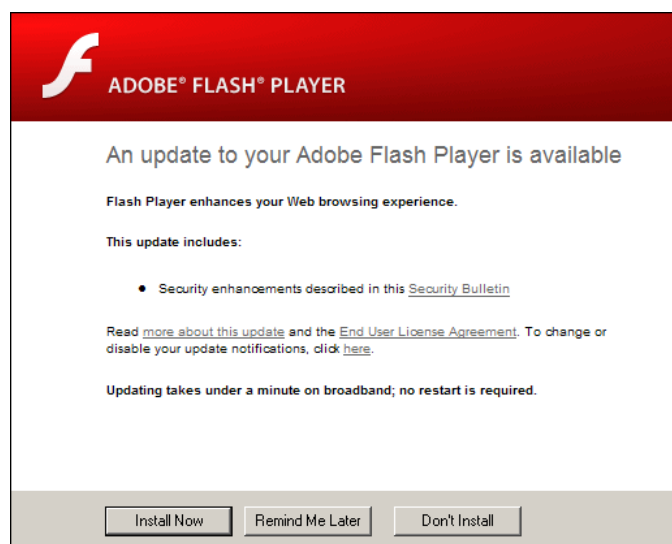 ADOBE® FLASH® PLAYER
An update to your Adobe Flash Player is available
Flash Player enhances your Web browsing experience.
This update includes:
• Security enhancements described in this Security Bulletin
Read more about this update and the End User License Agreement. To change or
disable your update notifications, click here.
Updating takes under a minute on broadband; no restart is required.
Install Now Remind Me Later Don't Install